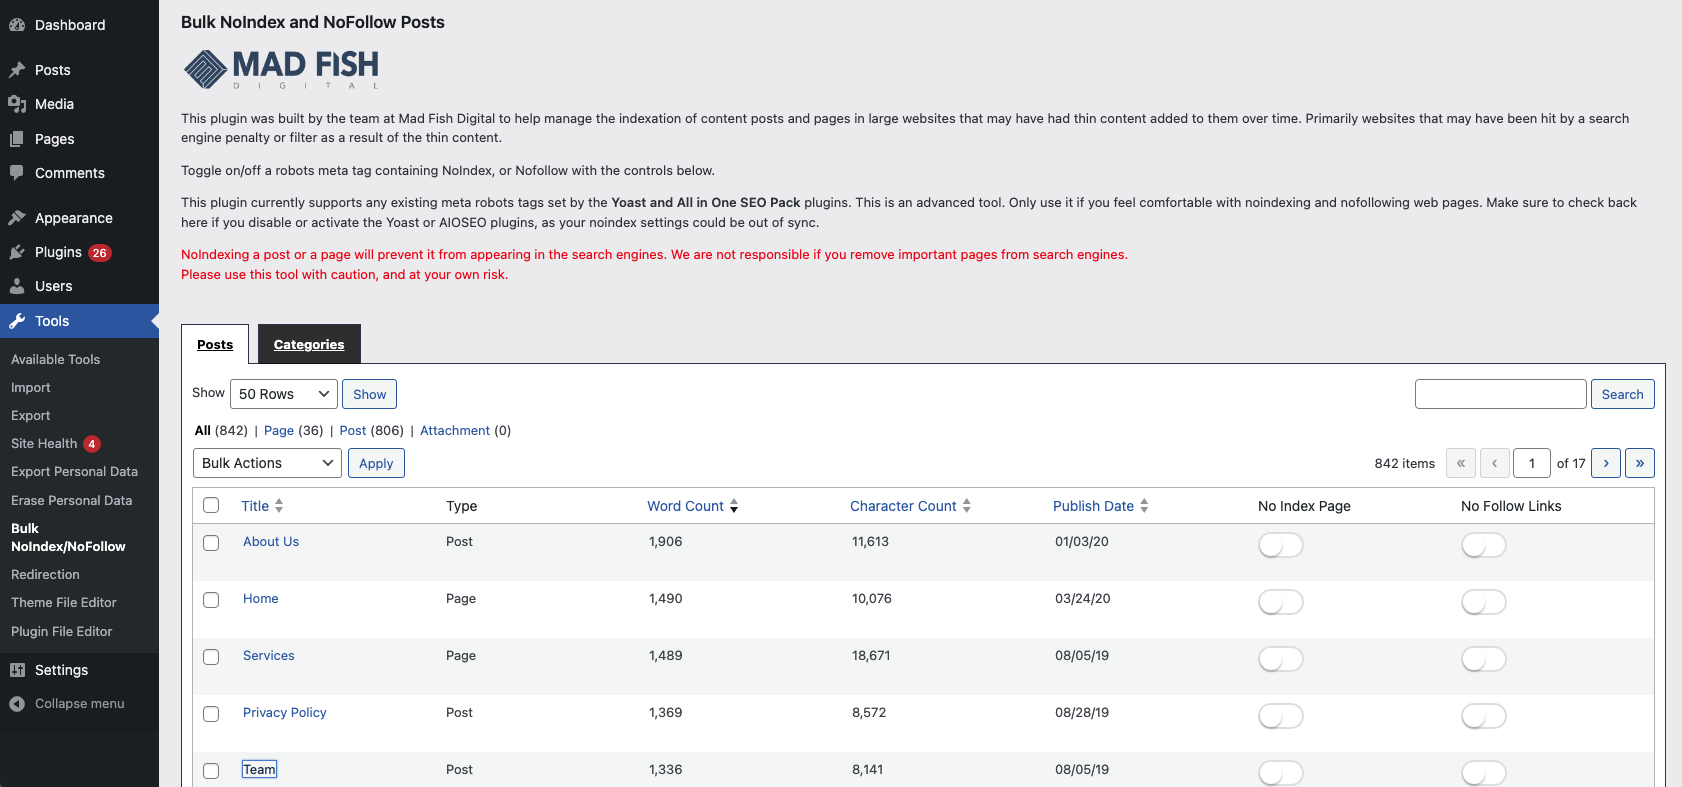 Dashboard
Posts
Media
Pages
Comments
Appearance
Plugins 26
Users
Tools
Available Tools
Import
Export
Site Health 4
Export Personal Data
Erase Personal Data
Bulk
NoIndex/NoFollow
Redirection
Theme File Editor
Plugin File Editor
Settings
Collapse menu
Bulk NoIndex and NoFollow Posts
MAD FISH
DIGITAL
This plugin was built by the team at Mad Fish Digital to help manage the indexation of content posts and pages in large websites that may have had thin content added to them over time. Primarily websites that may have been hit by a search
engine penalty or filter as a result of the thin content.
Toggle on/off a robots meta tag containing NoIndex, or Nofollow with the controls below.
This plugin currently supports any existing meta robots tags set by the Yoast and All in One SEO Pack plugins. This is an advanced tool. Only use it if you feel comfortable with noindexing and nofollowing web pages. Make sure to check back
here if you disable or activate the Yoast or AIOSEO plugins, as your noindex settings could be out of sync.
NoIndexing a post or a page will prevent it from appearing in the search engines. We are not responsible if you remove important pages from search engines.
Please use this tool with caution, and at your own risk.
Posts Categories
Show 50 Rows Show Search
All (842) | Page (36) | Post (806) | Attachment (0)
Bulk Actions Apply 842 items « ‹ 1 of 17 › »
Title Type Word Count Character Count Publish Date No Index Page No Follow Links
About Us Post 1,906 11,613 01/03/20
Home Page 1,490 10,076 03/24/20
Services Page 1,489 18,671 08/05/19
Privacy Policy Post 1,369 8,572 08/28/19
Team Post 1,336 8,141 08/05/19